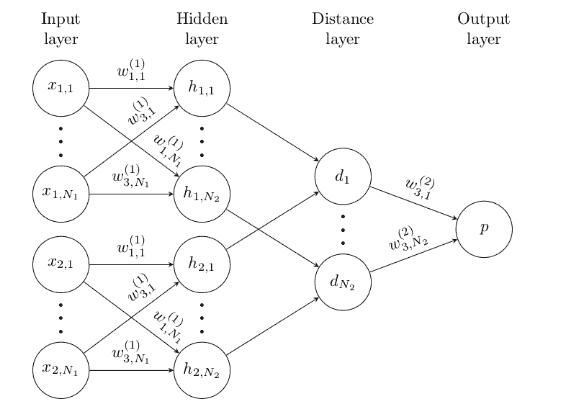 Input layer
Hidden layer
Distance layer
Output layer
x_{1,1}
w_{1,1}^{(1)}
h_{1,1}
w_{3,1}^{(1)}
w_{1,N_1}^{(1)}
x_{1,N_1}
w_{3,N_1}^{(1)}
h_{1,N_2}
d_1
w_{3,1}^{(2)}
p
x_{2,1}
w_{1,1}^{(1)}
h_{2,1}
w_{3,N_2}^{(2)}
d_{N_2}
w_{3,1}^{(1)}
w_{1,N_1}^{(1)}
x_{2,N_1}
w_{3,N_1}^{(1)}
h_{2,N_2}